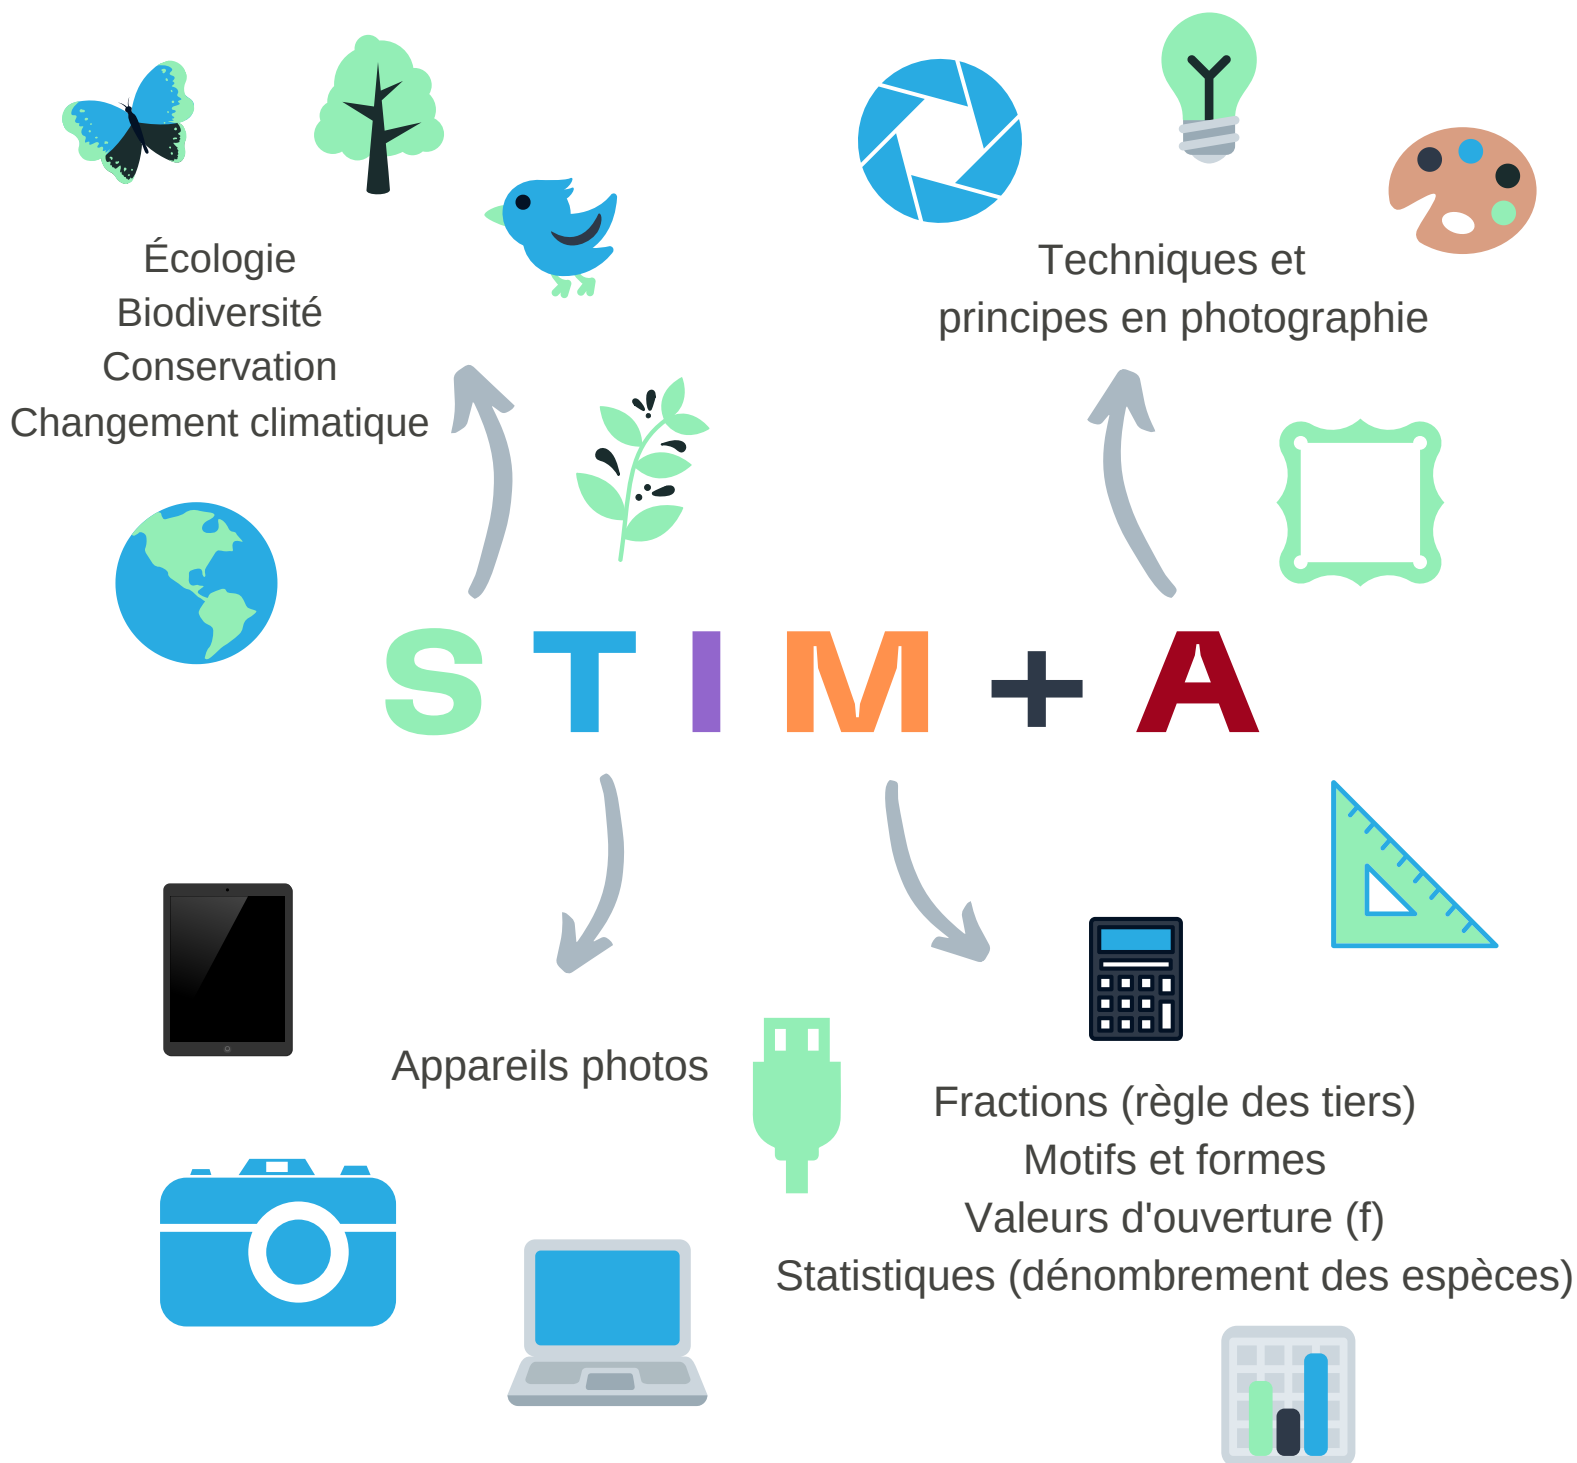 Écologie
Biodiversité
Conservation
Changement climatique
Techniques et
principes en photographie
STIM + A
Appareils photos
Fractions (règle des tiers)
Motifs et formes
Valeurs d'ouverture (f)
Statistiques (dénombrement des espèces)